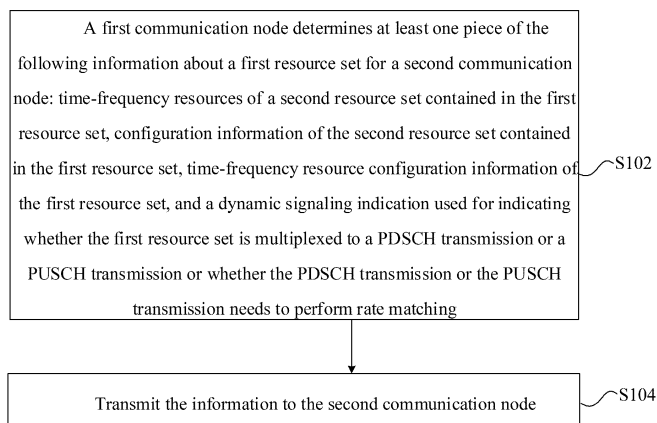 A first communication node determines at least one piece of the
following information about a first resource set for a second communication
node: time-frequency resources of a second resource set contained in the first
resource set, configuration information of the second resource set contained
in the first resource set, time-frequency resource configuration information of
the first resource set, and a dynamic signaling indication used for indicating
whether the first resource set is multiplexed to a PDSCH transmission or a
PUSCH transmission or whether the PDSCH transmission or the PUSCH
transmission needs to perform rate matching
S102
Transmit the information to the second communication node
S104